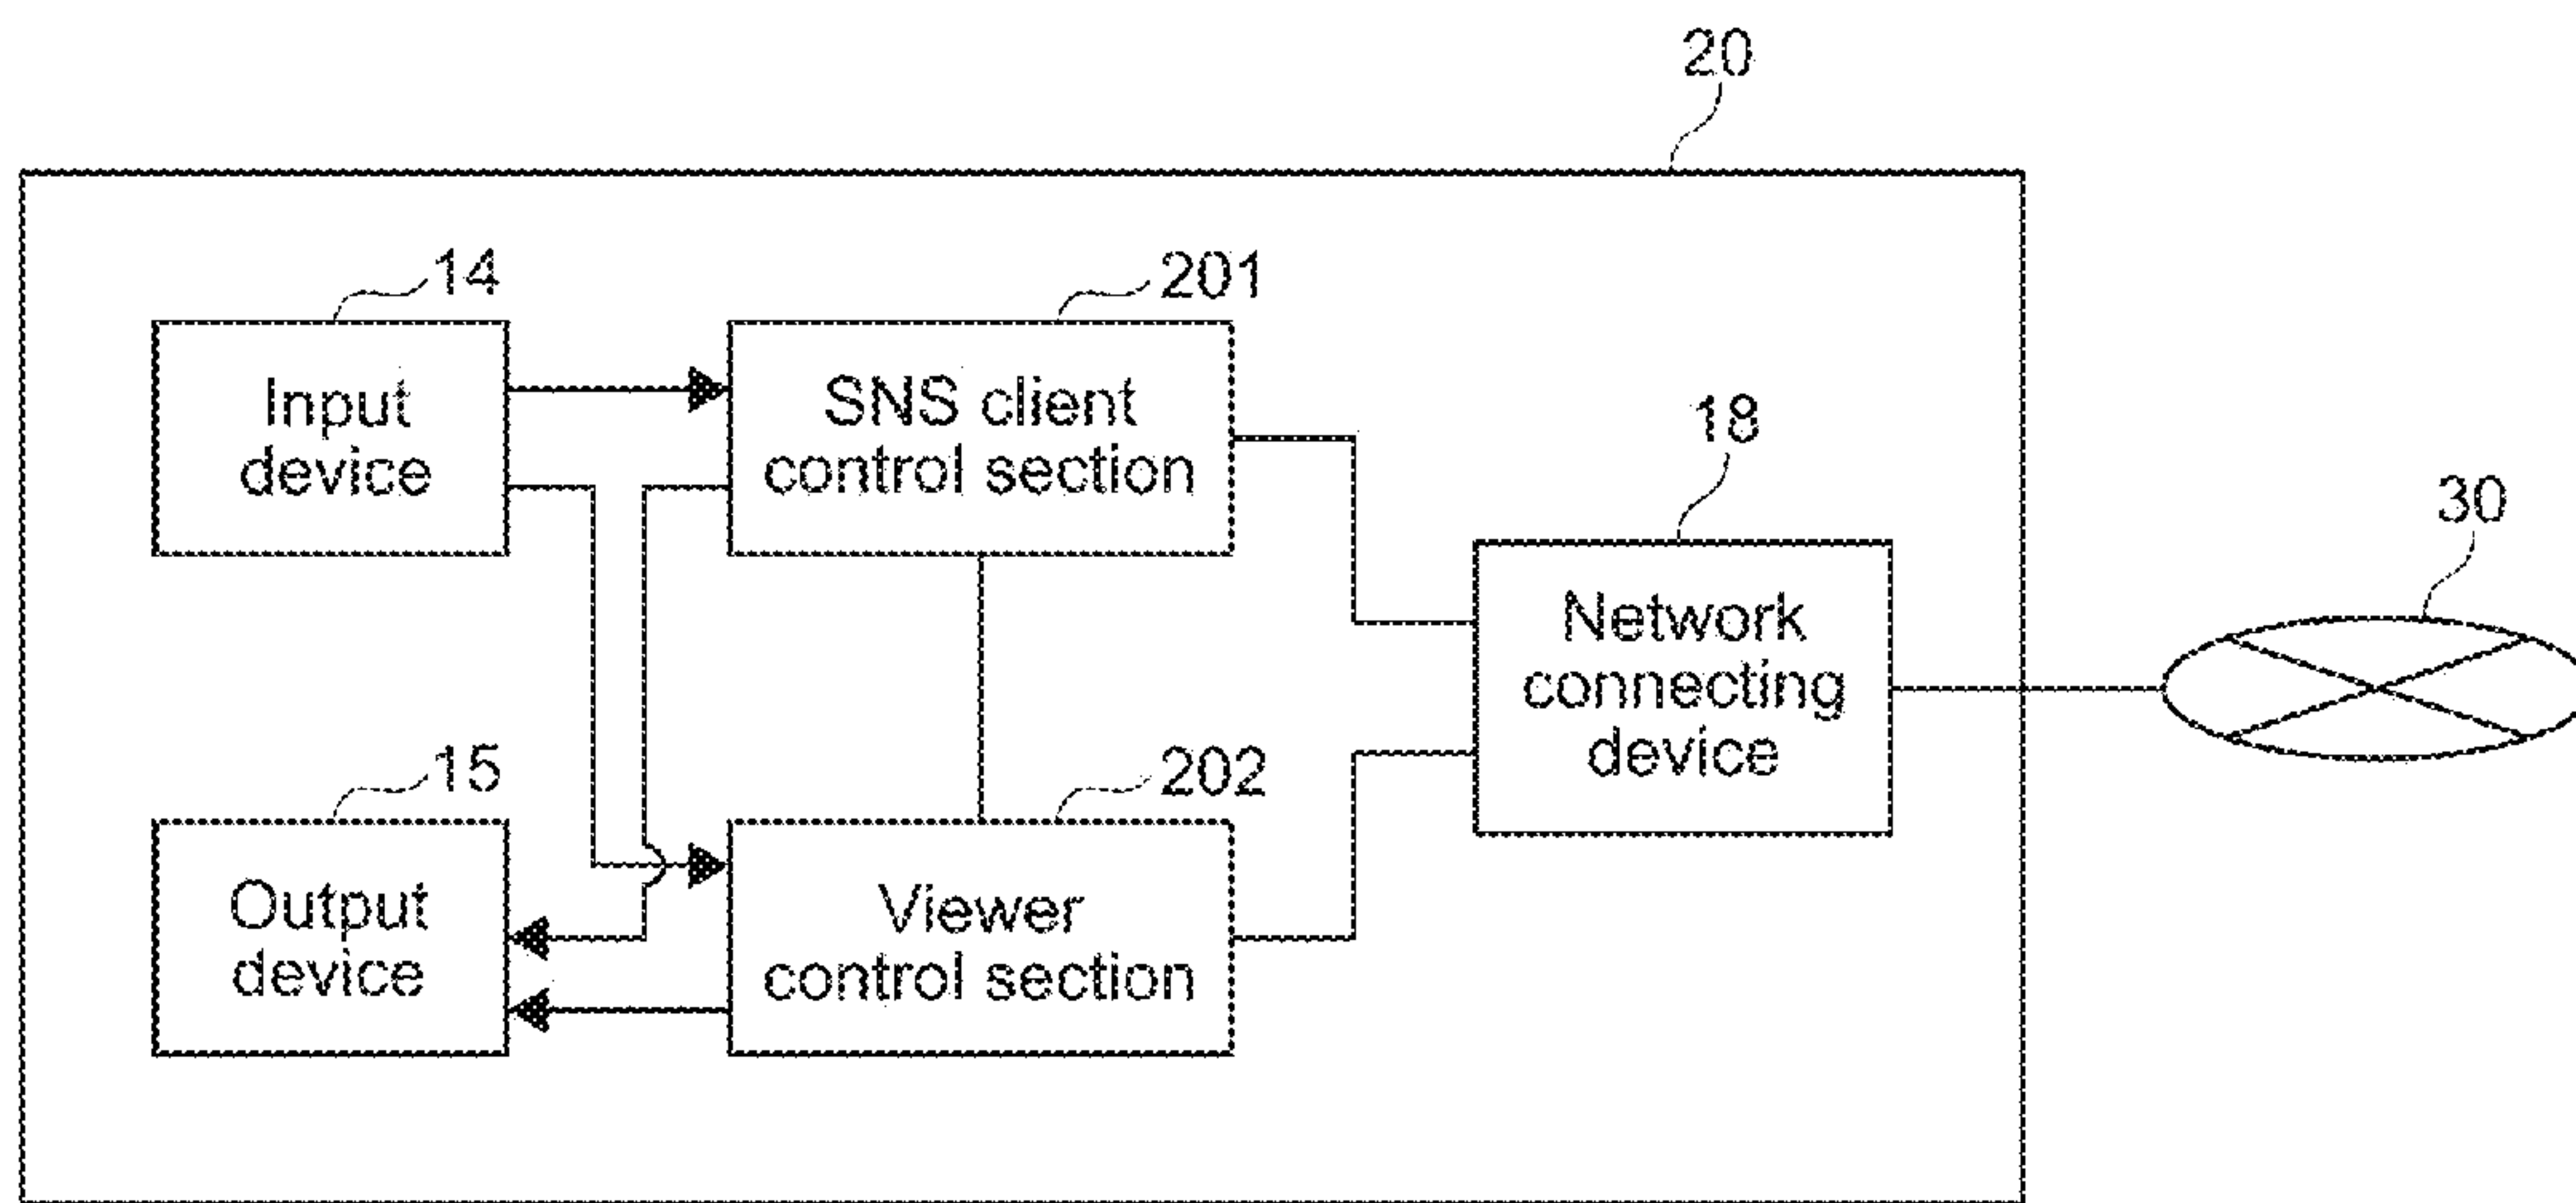 20
14
Input
device
201
SNS client
control section
18
Network
connecting
device
30
15
Output
device
202
Viewer
control section